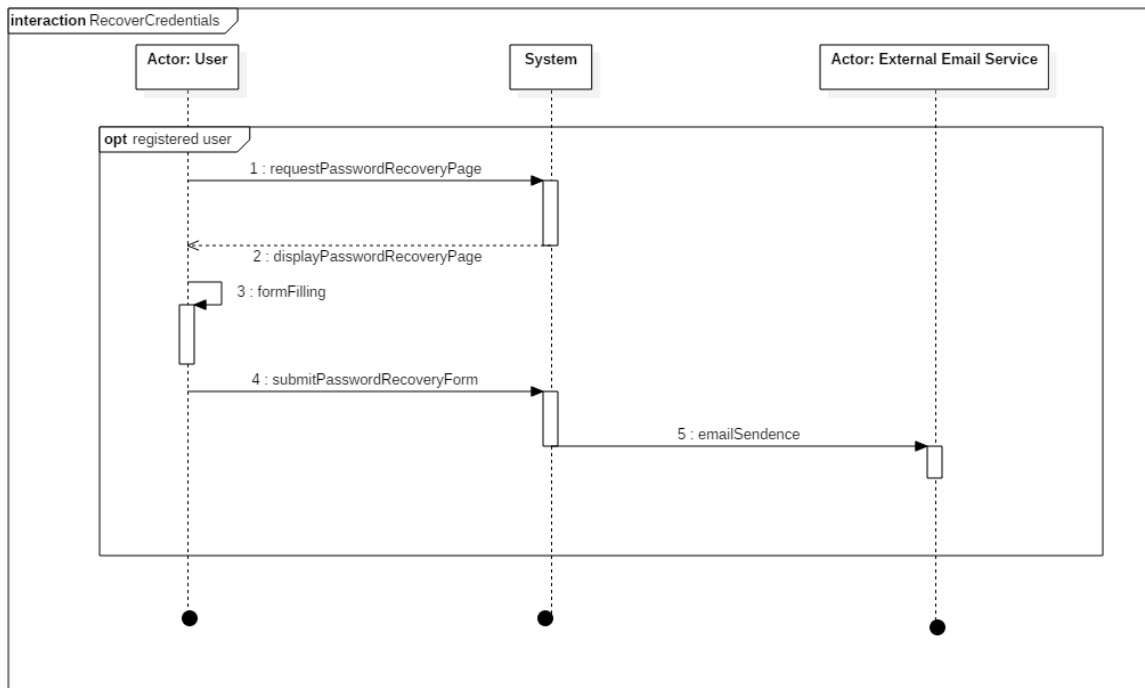 interaction RecoverCredentials
Actor: User
System
Actor: External Email Service
opt registered user
1 : requestPasswordRecoveryPage
2 : displayPasswordRecoveryPage
3 : formFilling
4 : submitPasswordRecoveryForm
5 : emailSendence